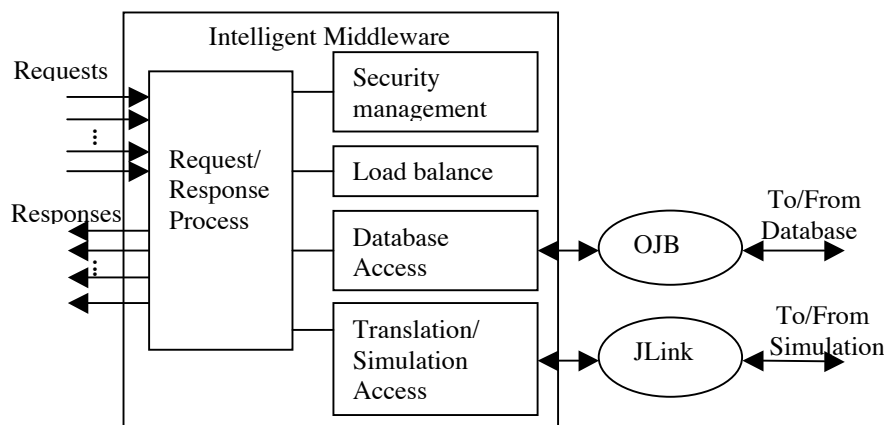 Intelligent Middleware
Requests
Security
management
Request/
Response
Process
Load balance
Responses
Database
Access
OJB
To/From
Database
Translation/
Simulation
Access
JLink
To/From
Simulation